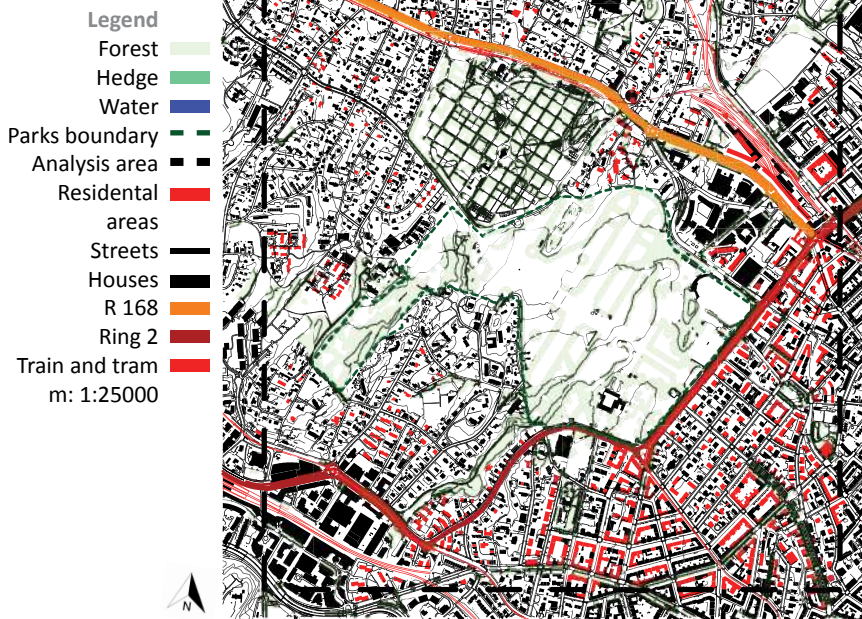 Legend
Forest
Hedge
Water
Parks boundary
Analysis area
Residental
areas
Streets
Houses
R 168
Ring 2
Train and tram
m: 1:25000
N